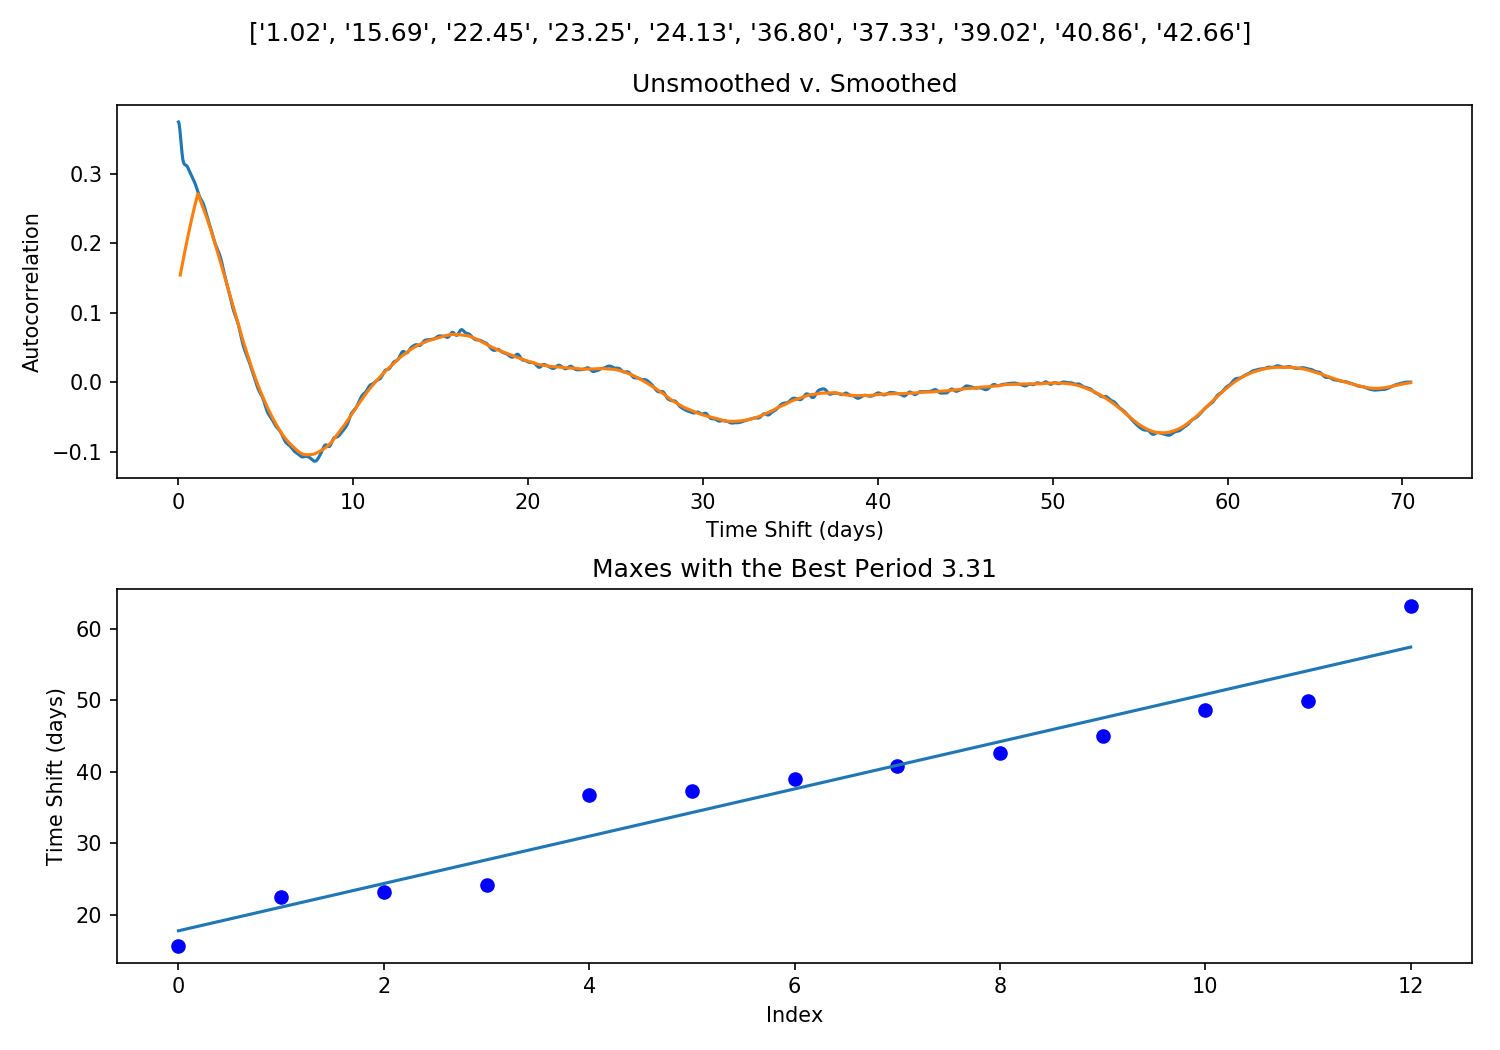 ['1.02', '15.69', '22.45', '23.25', '24.13', '36.80', '37.33', '39.02', '40.86', '42.66']
Unsmoothed v. Smoothed
Autocorrelation
0.3
0.2
0.1
0.0
−0.1
0 10 20 30 40 50 60 70
Time Shift (days)
Maxes with the Best Period 3.31
Time Shift (days)
60
50
40
30
20
0 2 4 6 8 10 12
Index